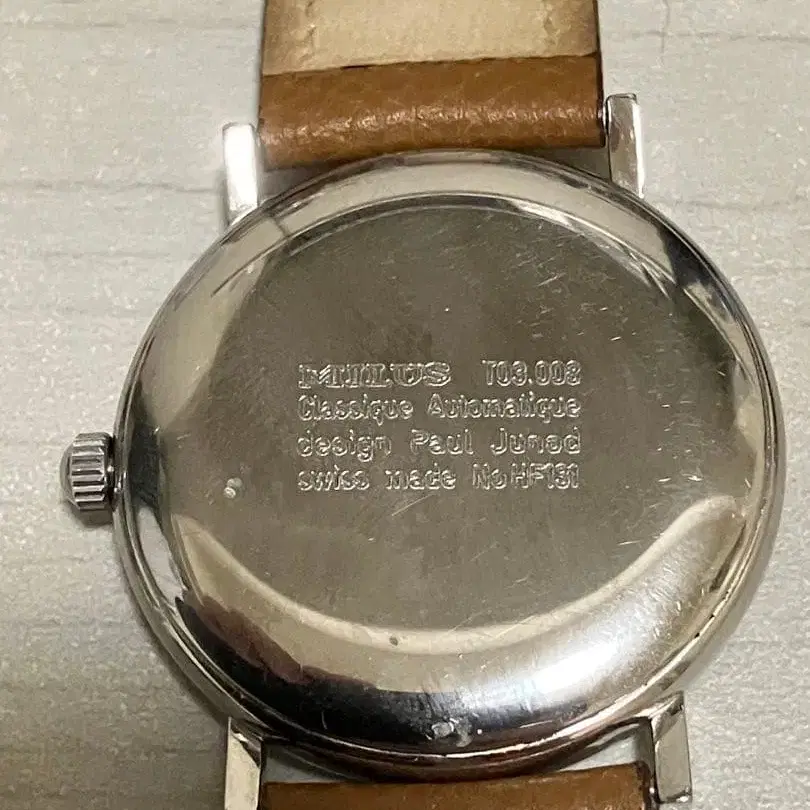 MILUS T03.008
Classique Automatique
design Paul Junod
swiss made No HF131